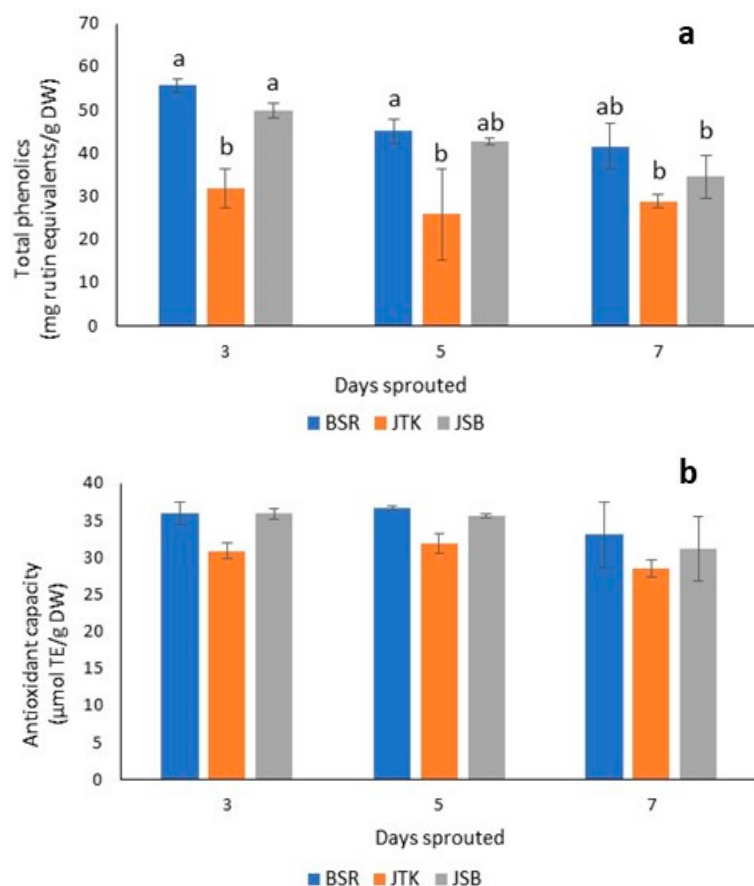 a
70
60
50
40
30
20
10
0
Total phenolics
(mg rutin equivalents/g DW)
a
b
a
a
b
ab
ab
b
b
3
5
7
Days sprouted
BSR JTK JSB
b
40
35
30
25
20
15
10
5
0
Antioxidant capacity
(µmol TE/g DW)
3
5
7
Days sprouted
BSR JTK JSB